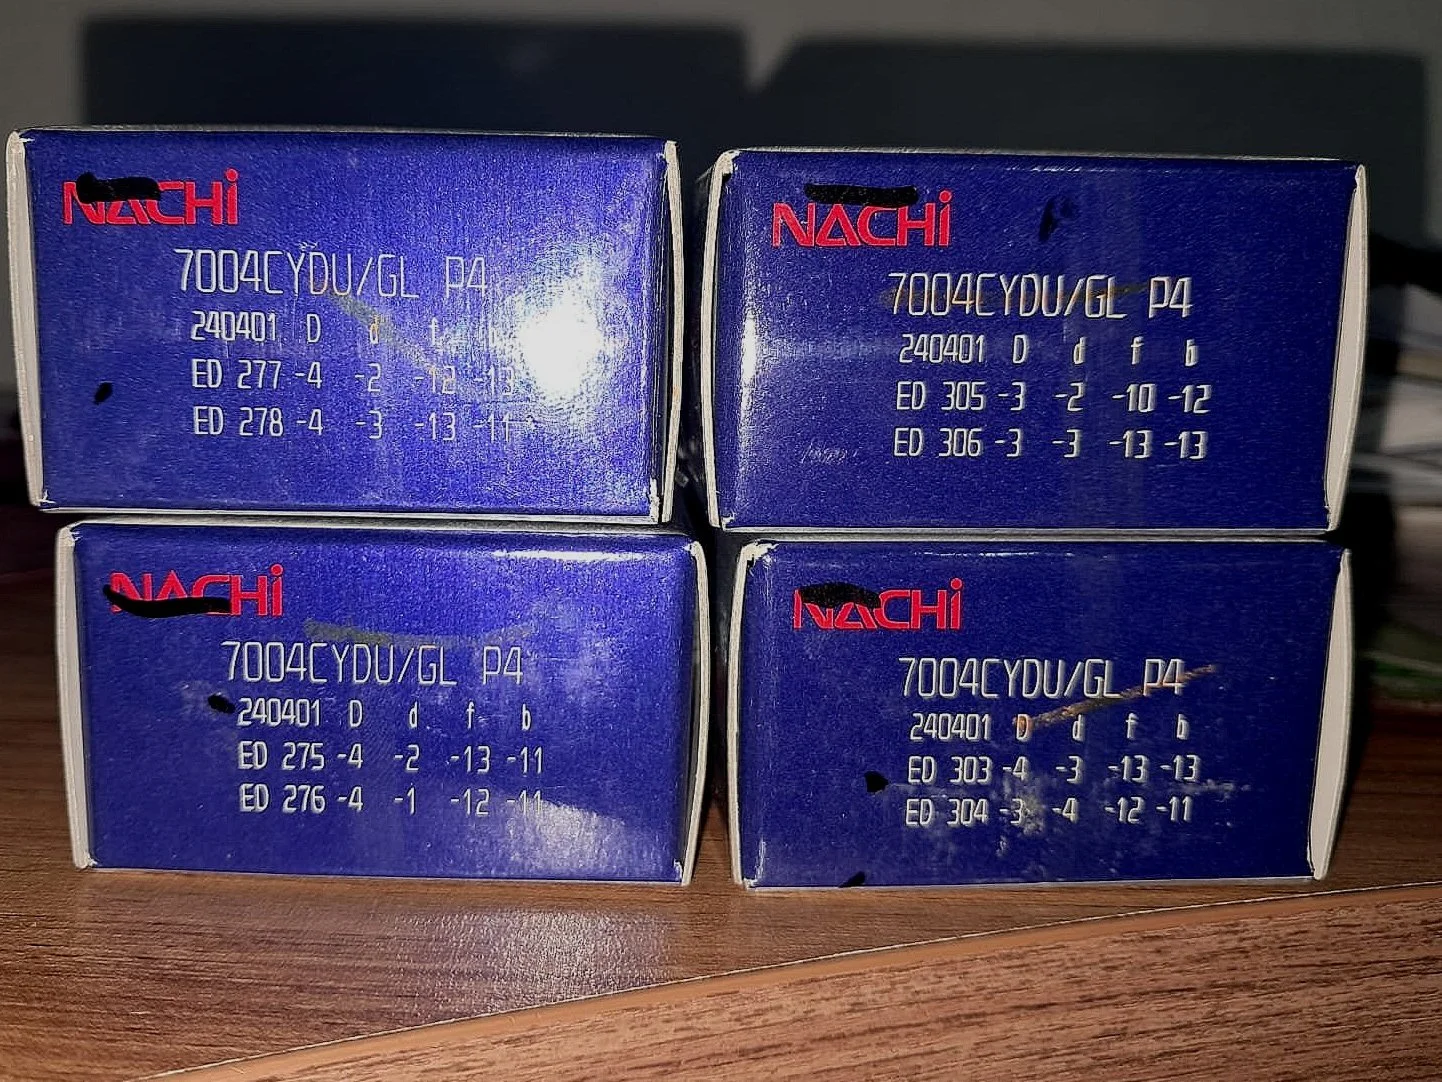 NACHi
7004CYDU/GL P4
240401 D d f
ED 277 -4 -2 -12 -13
ED 278 -4 -3 -13 -11
NACHi
7004CYDU/GL P4
240401 D d f b
ED 305 -3 -2 -10 -12
ED 306 -3 -3 -13 -13
NACHi
7004CYDU/GL P4
240401 D d f b
ED 275 -4 -2 -13 -11
ED 276 -4 -1 -12 -11
NACHi
7004CYDU/GL P4
240401 D d f b
ED 303 -4 -3 -13 -13
ED 304 -3 -4 -12 -11